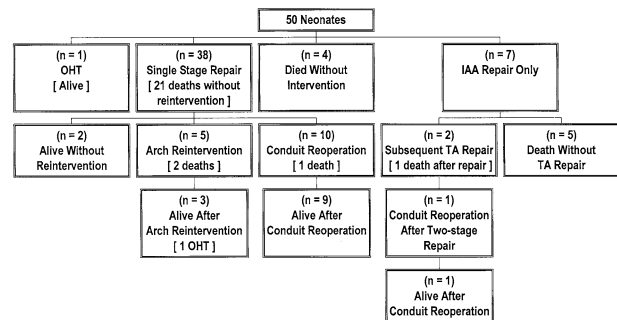 50 Neonates
(n = 1)
OHT
[ Alive]
(n = 38)
Single Stage Repair
[ 21 deaths without
reintervention ]
(n = 4)
Died Without
Intervention
(n = 7)
IAA Repair Only
(n = 2)
Alive Without
Reintervention
(n = 5)
Arch Reintervention
[ 2 deaths]
(n = 10)
Conduit Reoperation
[ 1 death ]
(n = 2)
Subsequent TA Repair
[ 1 death after repair ]
(n = 5)
Death Without
TA Repair
(n = 3)
Alive After
Arch Reintervention
[ 1 OHT ]
(n = 9)
Alive After
Conduit Reoperation
(n = 1)
Conduit Reoperation
After Two-stage
Repair
(n = 1)
Alive After
Conduit Reoperation